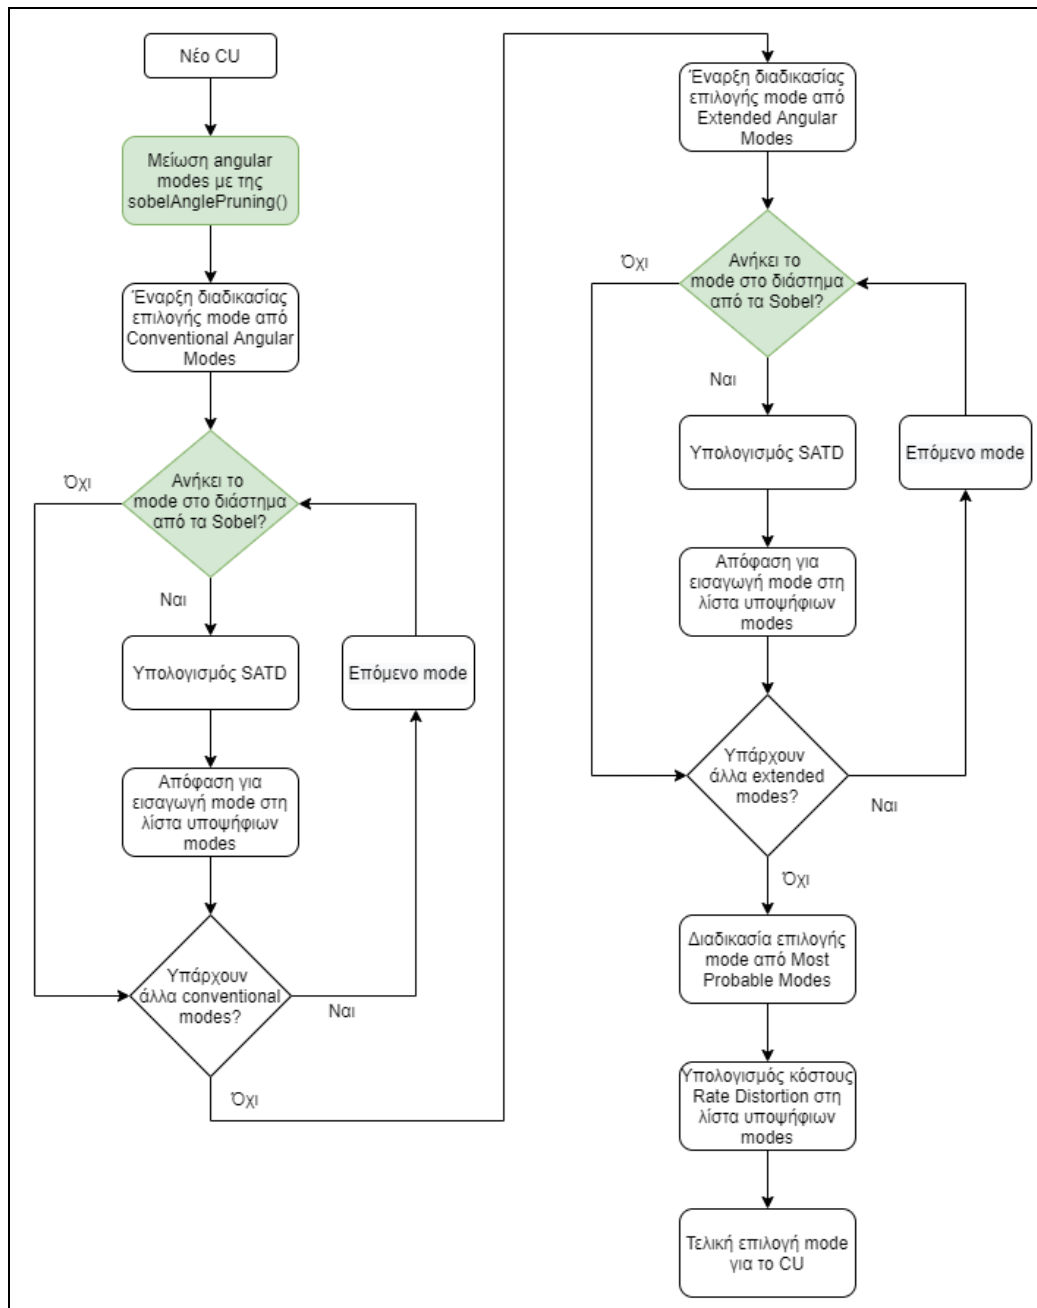 Νέο CU
Μείωση angular
modes με της
sobelAnglePruning()
Έναρξη διαδικασίας
επιλογής mode από
Conventional Angular
Modes
Ανήκει το
mode στο διάστημα
από τα Sobel?
Όχι
Ναι
Υπολογισμός SATD
Επόμενο mode
Απόφαση για
εισαγωγή mode στη
λίστα υποψήφιων
modes
Υπάρχουν
άλλα conventional
modes?
Ναι
Όχι
Έναρξη διαδικασίας
επιλογής mode από
Extended Angular
Modes
Ανήκει το
mode στο διάστημα
από τα Sobel?
Όχι
Ναι
Υπολογισμός SATD
Επόμενο mode
Απόφαση για
εισαγωγή mode στη
λίστα υποψήφιων
modes
Υπάρχουν
άλλα extended
modes?
Ναι
Όχι
Διαδικασία επιλογής
mode από Most
Probable Modes
Υπολογισμός κόστους
Rate Distortion στη
λίστα υποψήφιων
modes
Τελική επιλογή mode
για το CU